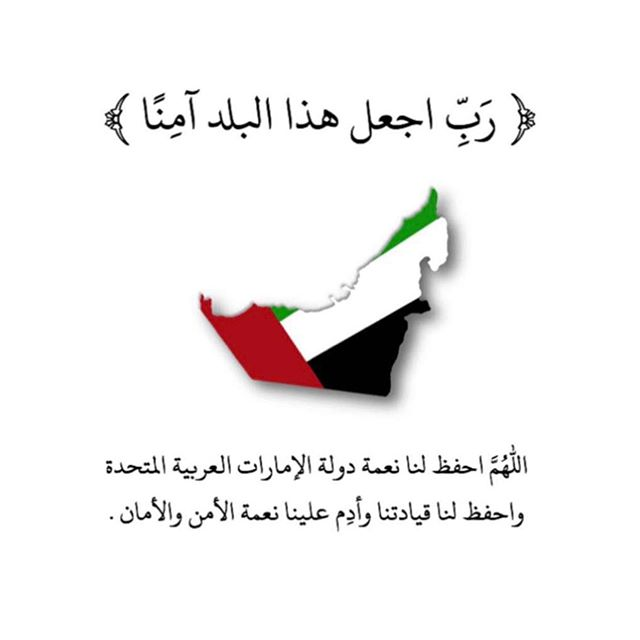 ﴿ رَبِّ اجعل هذا البلد آمِنًا ﴾
اللَّهُمَّ احفظ لنا نعمة دولة الإمارات العربية المتحدة
واحفظ لنا قيادتنا وأدِم علينا نعمة الأمن والأمان .